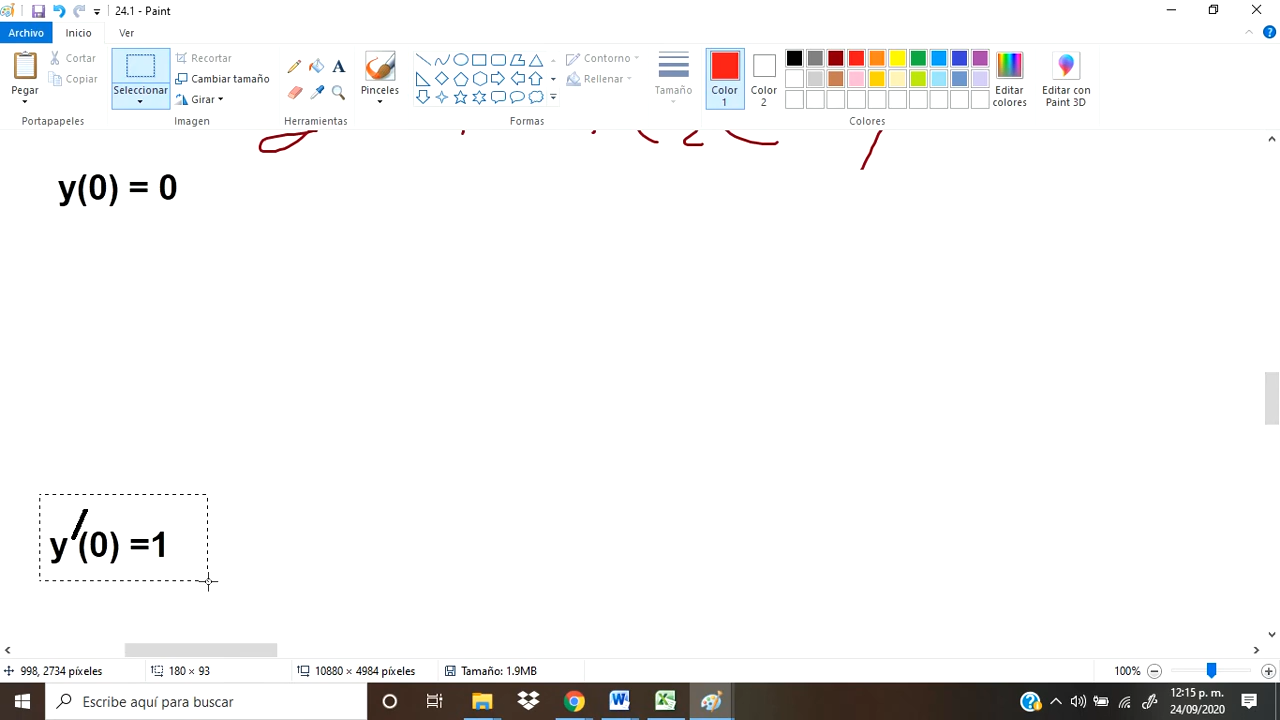 24.1 - Paint
Archivo Inicio Ver
Pegar
Cortar
Copiar
Portapapeles
Seleccionar
Recortar
Cambiar tamaño
Girar
Imagen
Herramientas
Pinceles
Contorno
Rellenar
Formas
Tamaño
Color 1
Color 2
Editar colores
Editar con Paint 3D
Colores
y(0) = 0
y/(0) =1
998, 2734 píxeles
180 × 93
10880 × 4984 píxeles
Tamaño: 1.9MB
100%
Escribe aquí para buscar
12:15 p. m.
24/09/2020